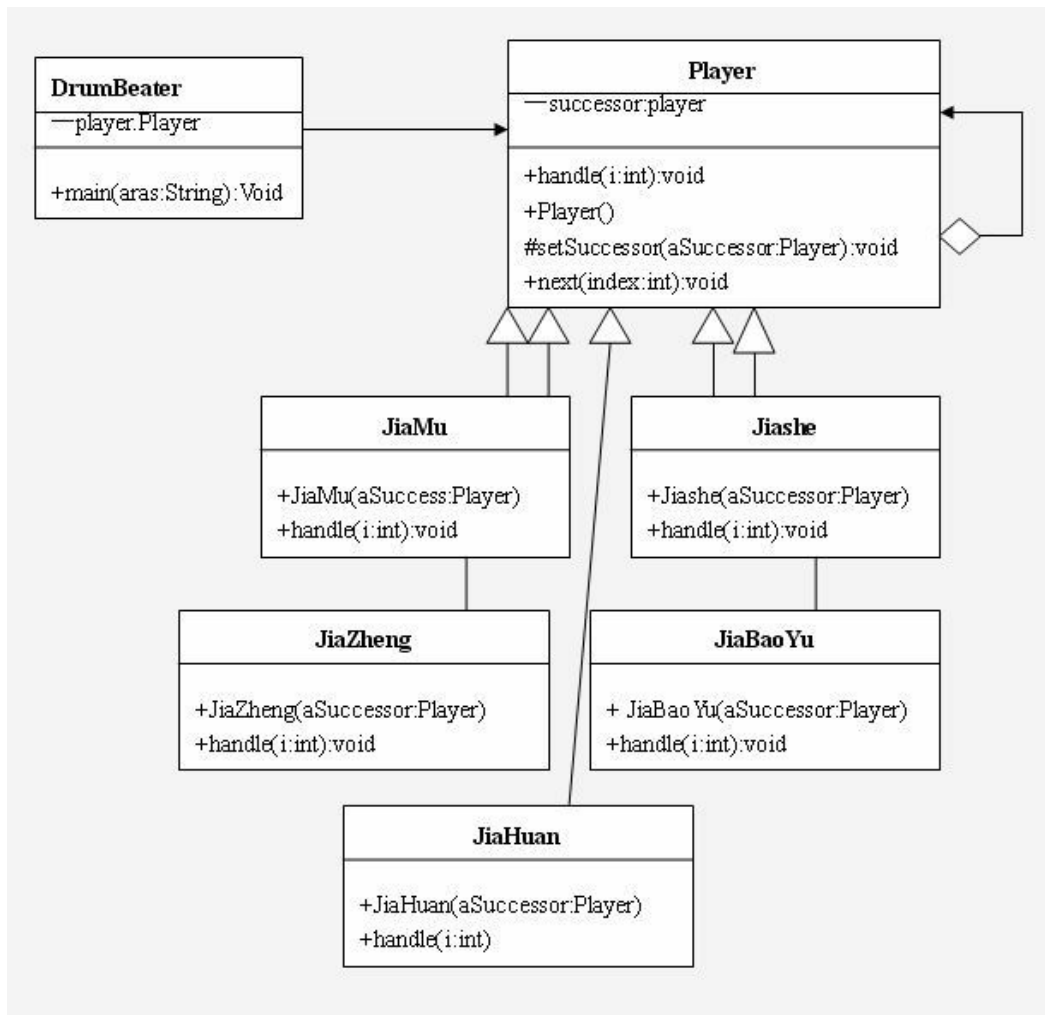 DrumBeater
—player.Player
+main(aras:String):Void
Player
—successor:player
+handle(i:int):void
+Player()
#setSuccessor(aSuccessor:Player):void
+next(index:int):void
JiaMu
+JiaMu(aSuccess:Player)
+handle(i:int):void
Jiashe
+Jiashe(aSuccessor:Player)
+handle(i:int):void
JiaZheng
+JiaZheng(aSuccessor:Player)
+handle(i:int):void
JiaBaoYu
+ JiaBaoYu(aSuccessor:Player)
+handle(i:int):void
JiaHuan
+JiaHuan(aSuccessor:Player)
+handle(i:int)